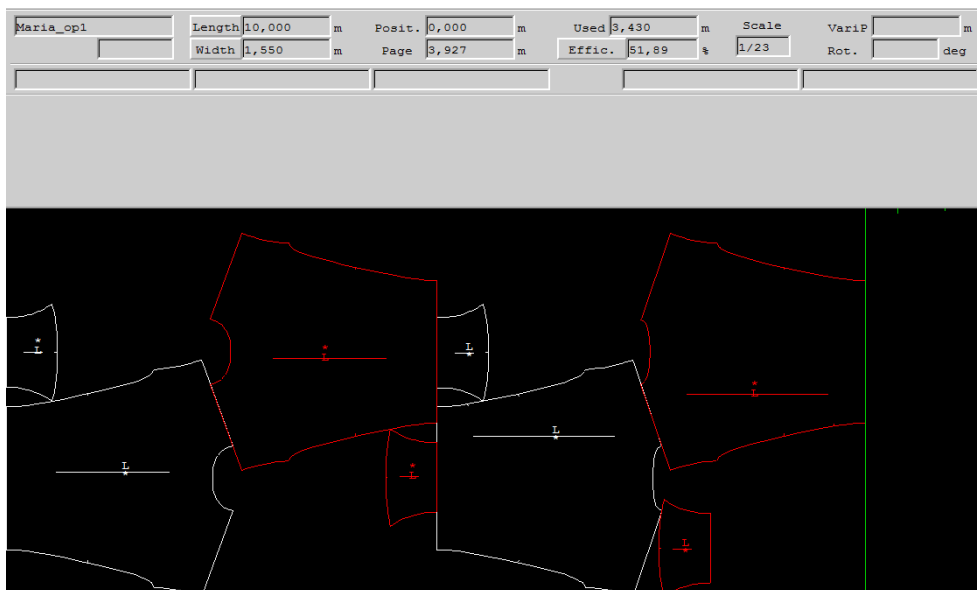 Maria_op1 Length 10,000 m Posit. 0,000 m Used 3,430 m Scale VariP m
Width 1,550 m Page 3,927 m Effic. 51,89 % 1/23 Rot. deg
* *
L L
* *
L L
L
*
L
*
* 
L
L
*